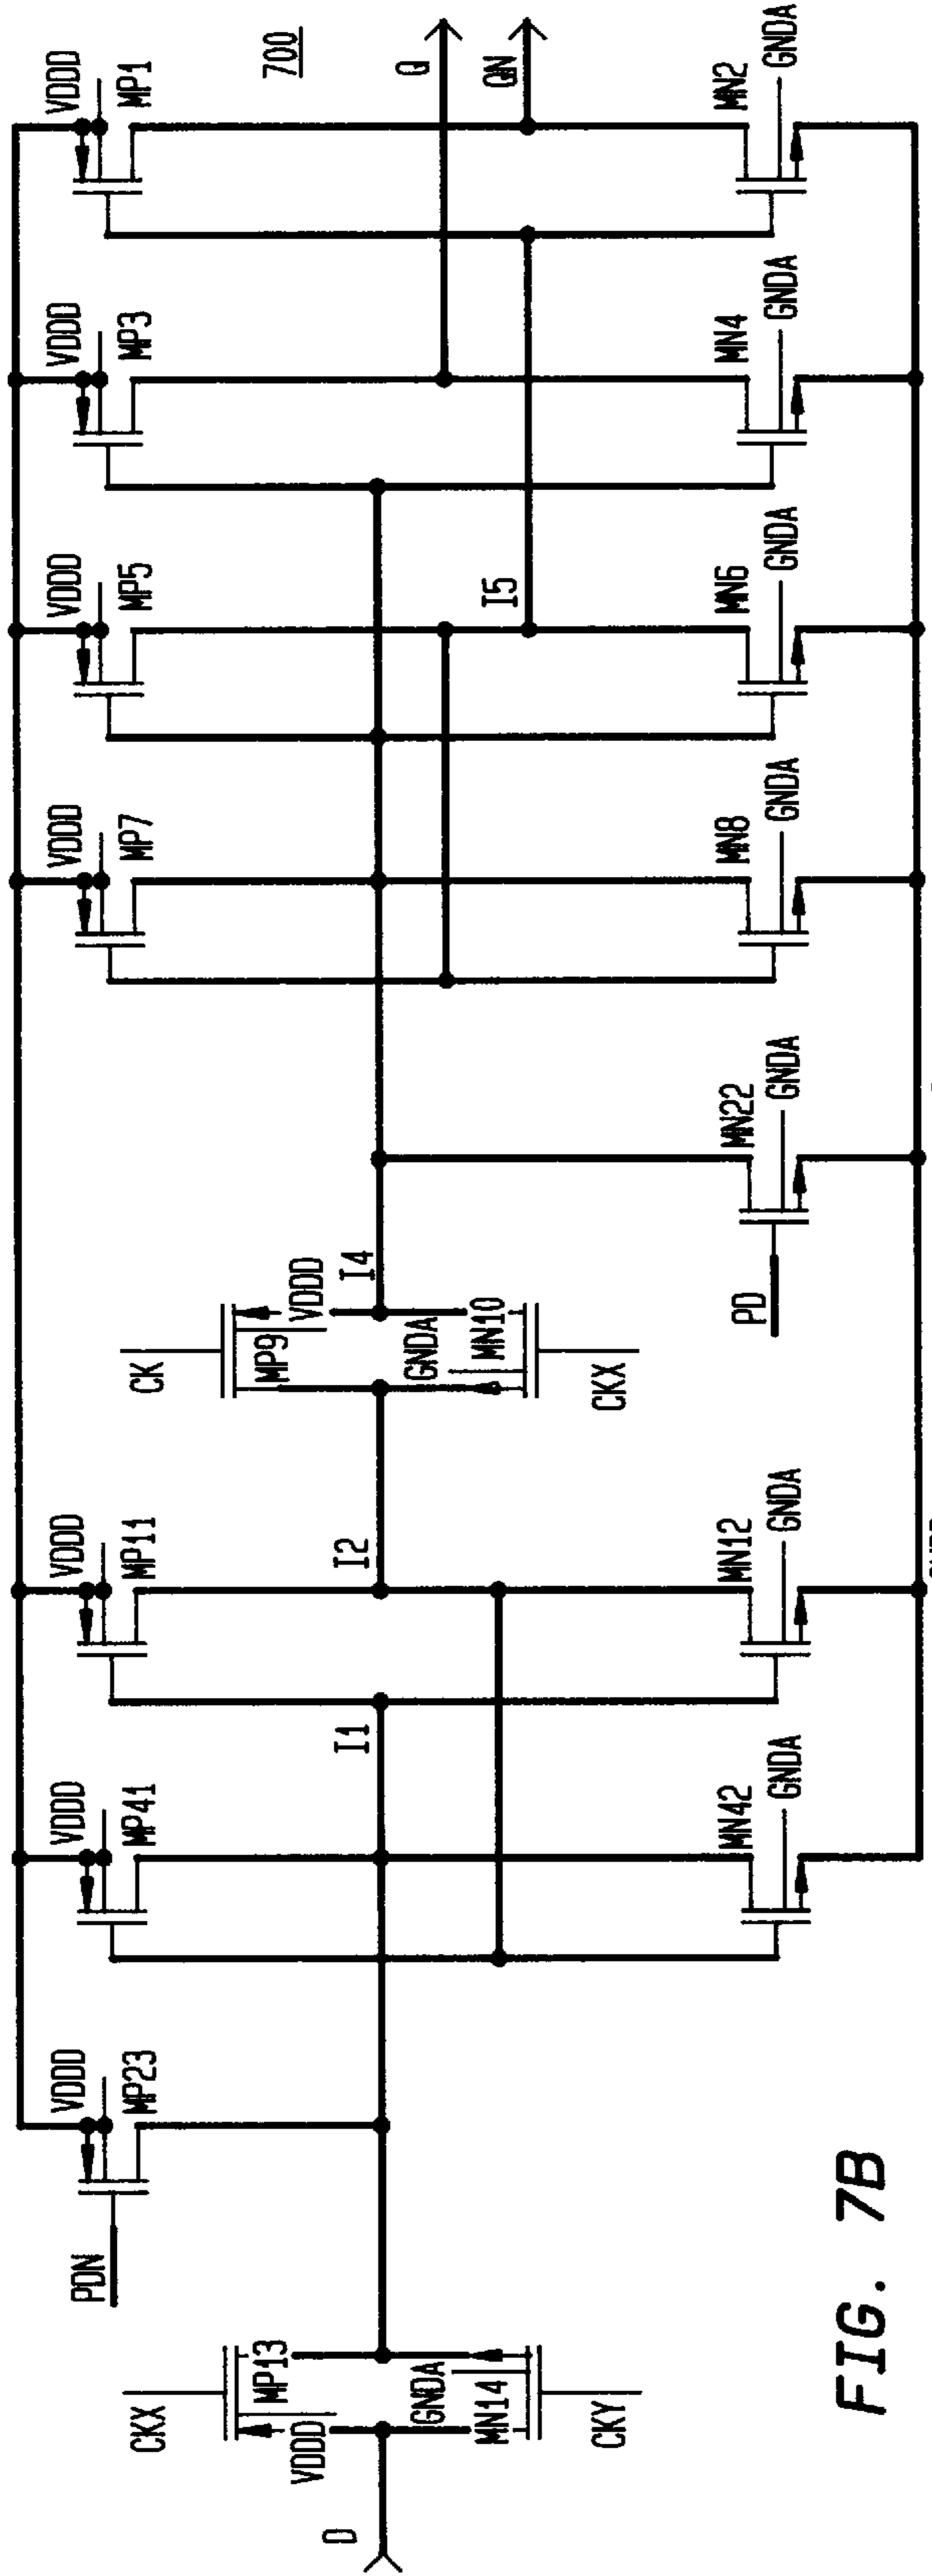 VDDD VDDD VDDD VDDD VDDD VDDD VDDD
PDN
MP23 MP41 MP11 MP7 MP5 MP3 MP1
CKX CK
MP13 MP9 700
VDDD VDDD
D I1 I2 I4
GNDA GNDA Q
MN14 MN10 I5 QN
CKY CKX
MN42 MN12 MN22 MN8 MN6 MN4 MN2
PD
GNDA GNDA GNDA GNDA GNDA GNDA GNDA
FIG. 7B